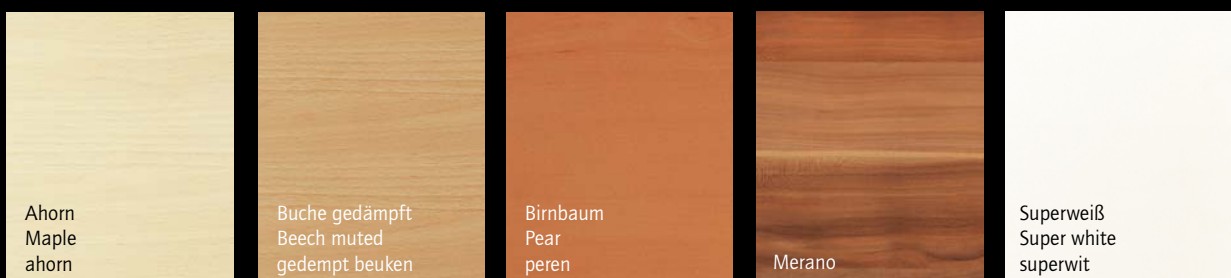 Ahorn
Maple
ahorn
Buche gedämpft
Beech muted
gedempt beuken
Birnbaum
Pear
peren
Merano
Superweiß
Super white
superwit